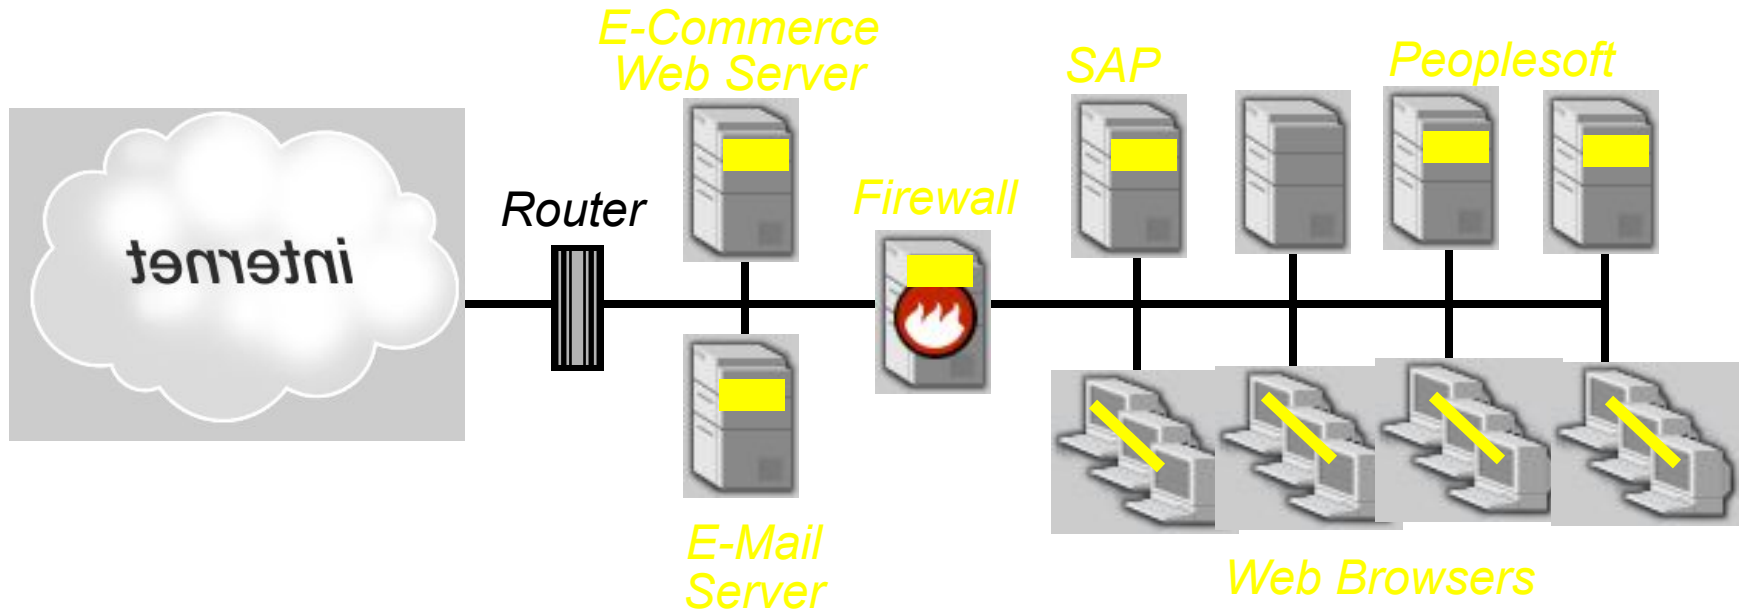 E-Commerce
Web Server
SAP
Peoplesoft
Router
Firewall
internet
E-Mail
Server
Web Browsers